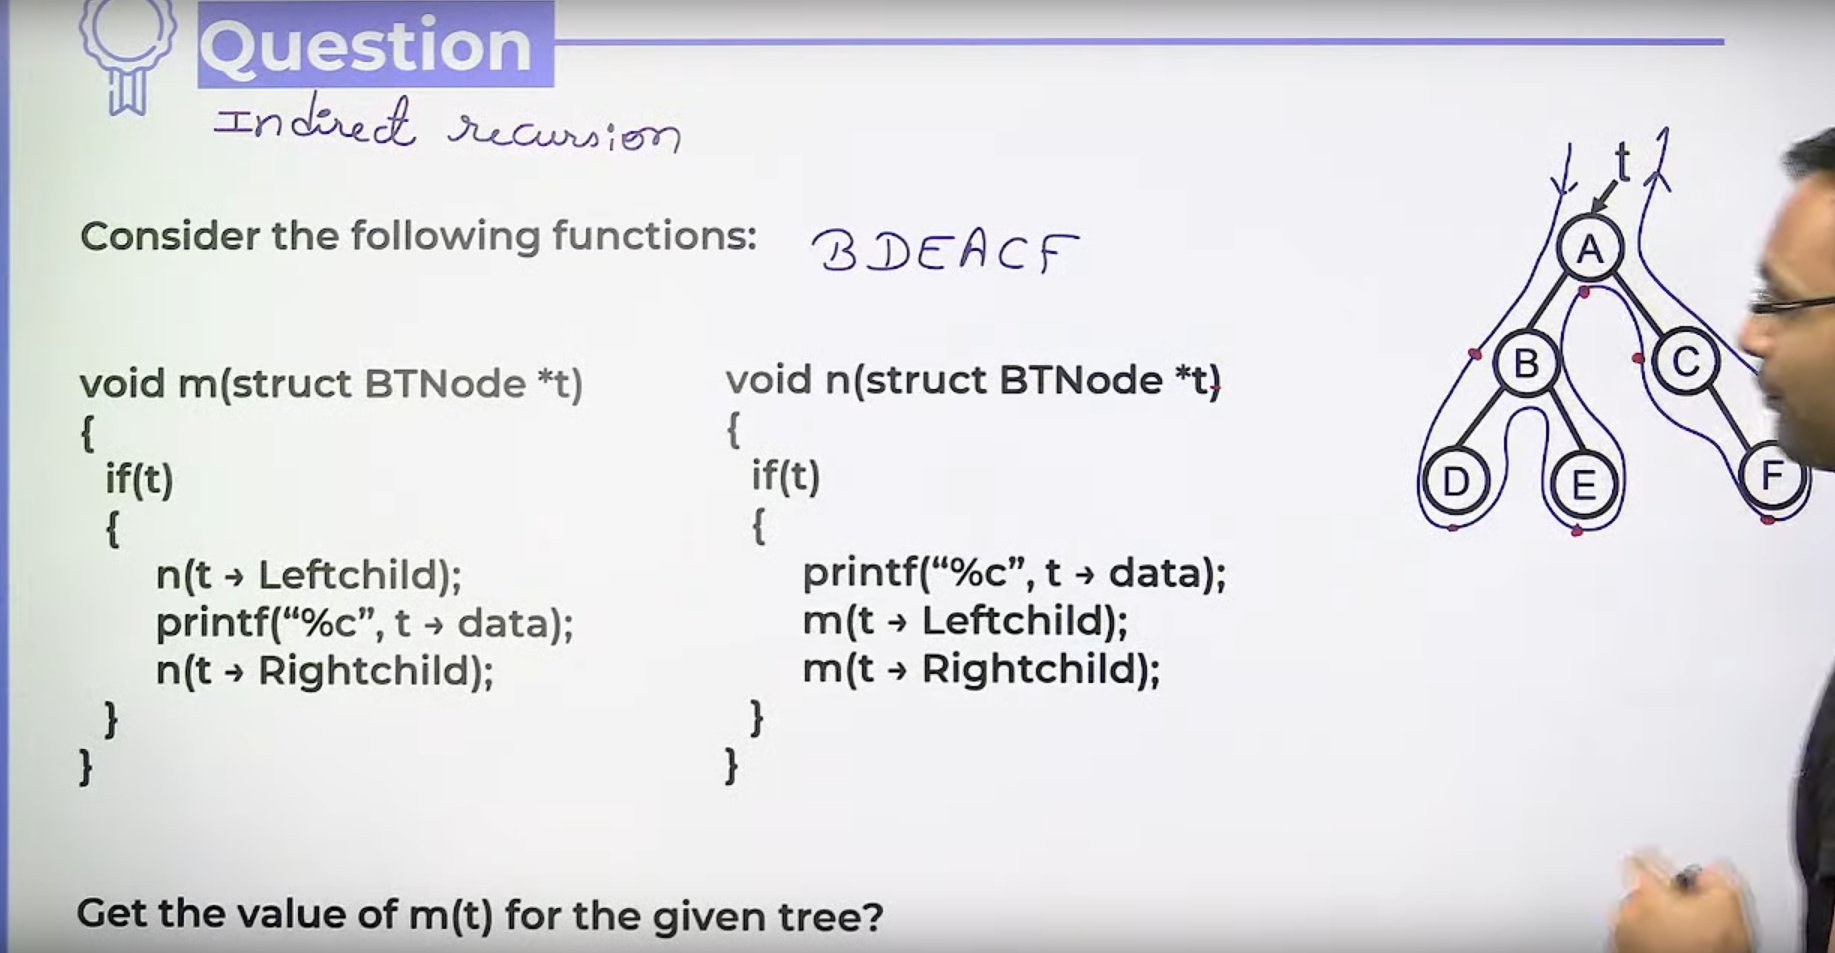 Question
Indirect recursion
Consider the following functions:
BDEACF
void m(struct BTNode *t)
{
if(t)
{
n(t → Leftchild);
printf(“%c”, t → data);
n(t → Rightchild);
}
}
void n(struct BTNode *t)
{
if(t)
{
printf(“%c”, t → data);
m(t → Leftchild);
m(t → Rightchild);
}
}
t
A
B
C
D
E
F
Get the value of m(t) for the given tree?